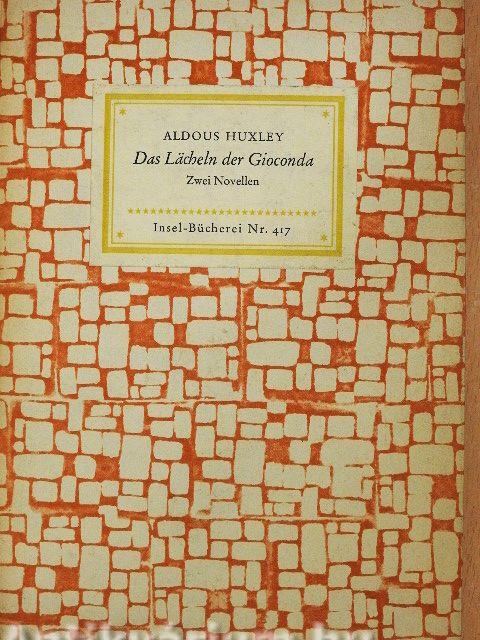 ALDOUS HUXLEY
Das Lächeln der Gioconda
Zwei Novellen
Insel-Bücherei Nr. 417